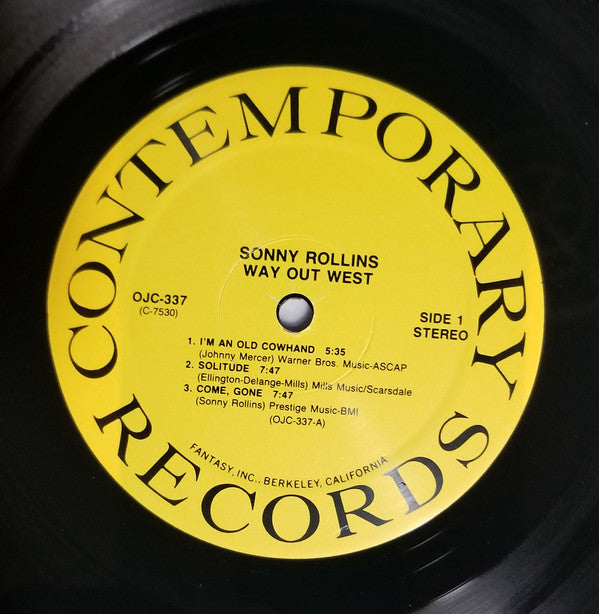 CONTEMPORARY RECORDS
SONNY ROLLINS
WAY OUT WEST
OJC-337
(C-7530)
SIDE 1
STEREO
1. I'M AN OLD COWHAND 5:35
(Johnny Mercer) Warner Bros. Music-ASCAP
2. SOLITUDE 7:47
(Ellington-Delange-Mills) Mills Music/Scarsdale
3. COME, GONE 7:47
(Sonny Rollins) Prestige Music-BMI
(OJC-337-A)
FANTASY, INC., BERKELEY, CALIFORNIA